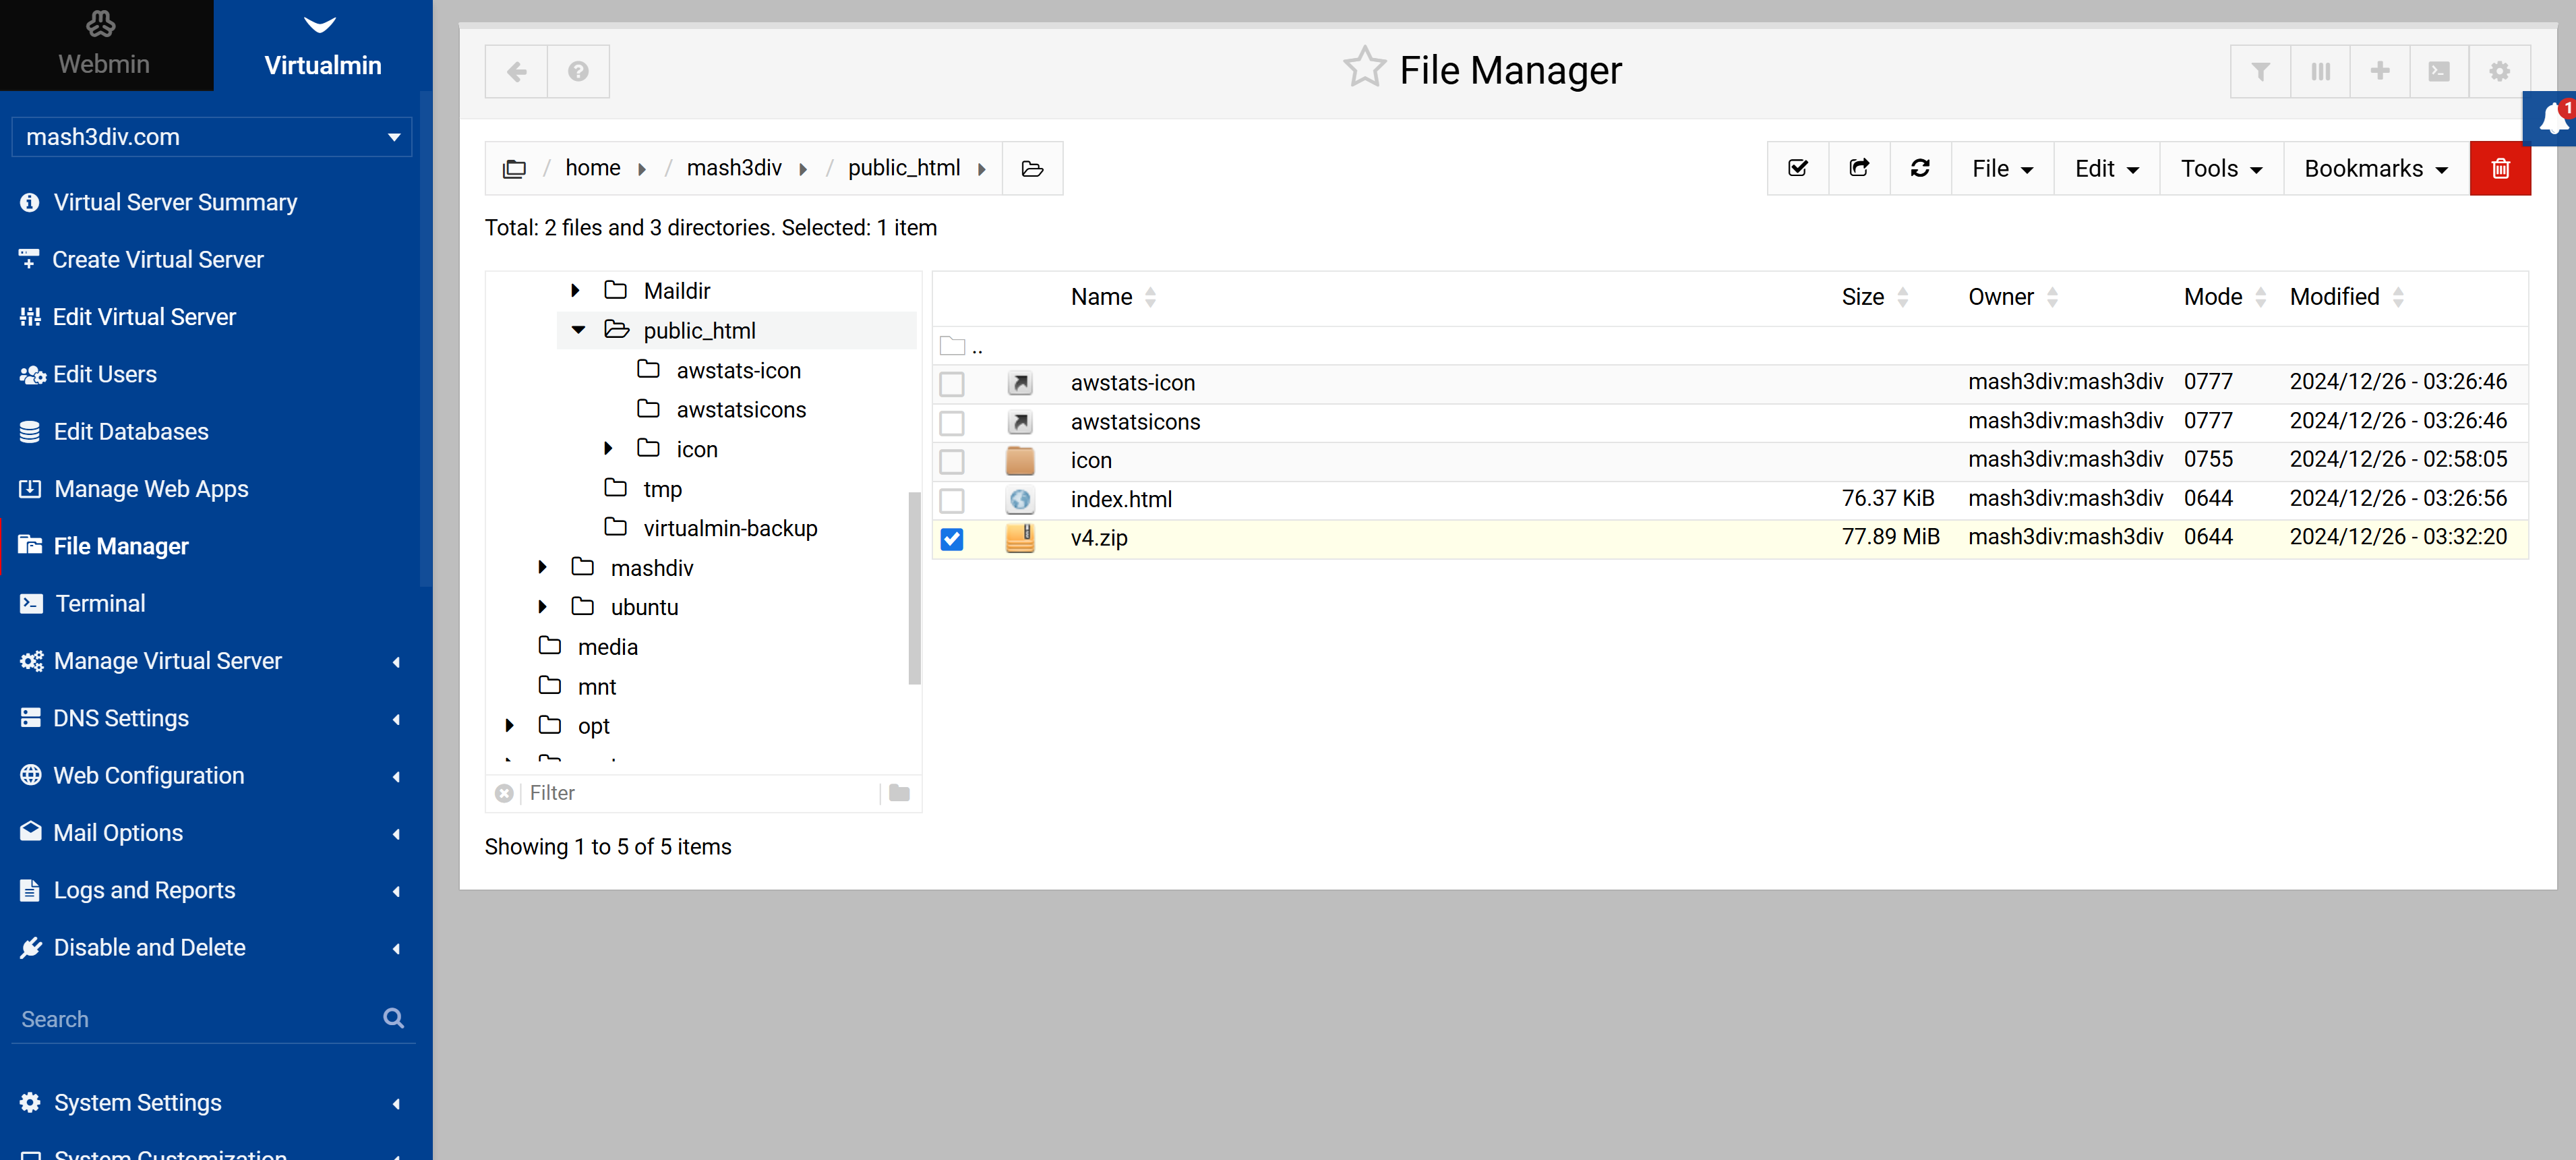 Webmin
Virtualmin
mash3div.com
Virtual Server Summary
Create Virtual Server
Edit Virtual Server
Edit Users
Edit Databases
Manage Web Apps
File Manager
Terminal
Manage Virtual Server
DNS Settings
Web Configuration
Mail Options
Logs and Reports
Disable and Delete
Search
System Settings
System Customization
File Manager
1
/ home / mash3div / public_html
File Edit Tools Bookmarks
Total: 2 files and 3 directories. Selected: 1 item
Maildir
public_html
awstats-icon
awstatsicons
icon
tmp
virtualmin-backup
mashdiv
ubuntu
media
mnt
opt
Filter
Name Size Owner Mode Modified
..
awstats-icon mash3div:mash3div 0777 2024/12/26 - 03:26:46
awstatsicons mash3div:mash3div 0777 2024/12/26 - 03:26:46
icon mash3div:mash3div 0755 2024/12/26 - 02:58:05
index.html 76.37 KiB mash3div:mash3div 0644 2024/12/26 - 03:26:56
v4.zip 77.89 MiB mash3div:mash3div 0644 2024/12/26 - 03:32:20
Showing 1 to 5 of 5 items